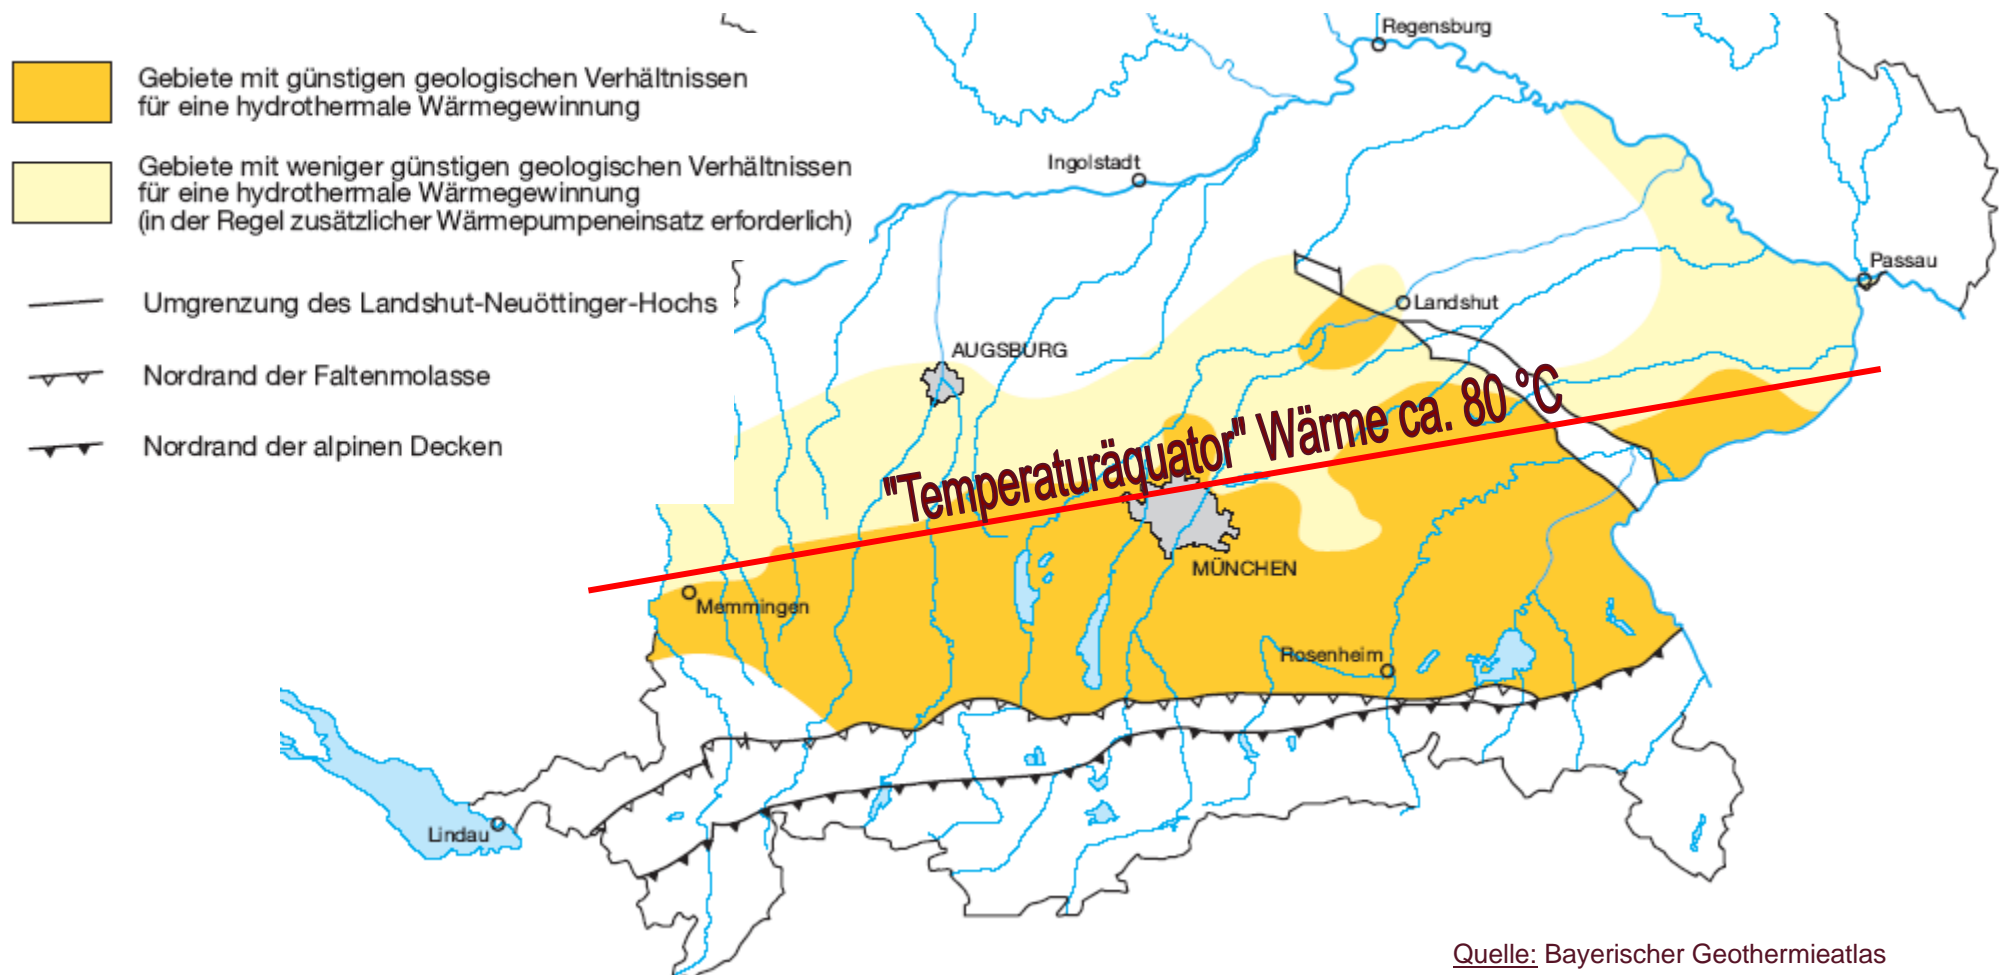 Regensburg
Gebiete mit günstigen geologischen Verhältnissen
für eine hydrothermale Wärmegewinnung
Gebiete mit weniger günstigen geologischen Verhältnissen
für eine hydrothermale Wärmegewinnung
(in der Regel zusätzlicher Wärmepumpeneinsatz erforderlich)
Ingolstadt
Passau
Umgrenzung des Landshut-Neuöttinger-Hochs
Landshut
AUGSBURG
Nordrand der Faltenmolasse
"Temperaturäquator" Wärme ca. 80 °C
Nordrand der alpinen Decken
MÜNCHEN
Memmingen
Rosenheim
Lindau
Quelle: Bayerischer Geothermieatlas